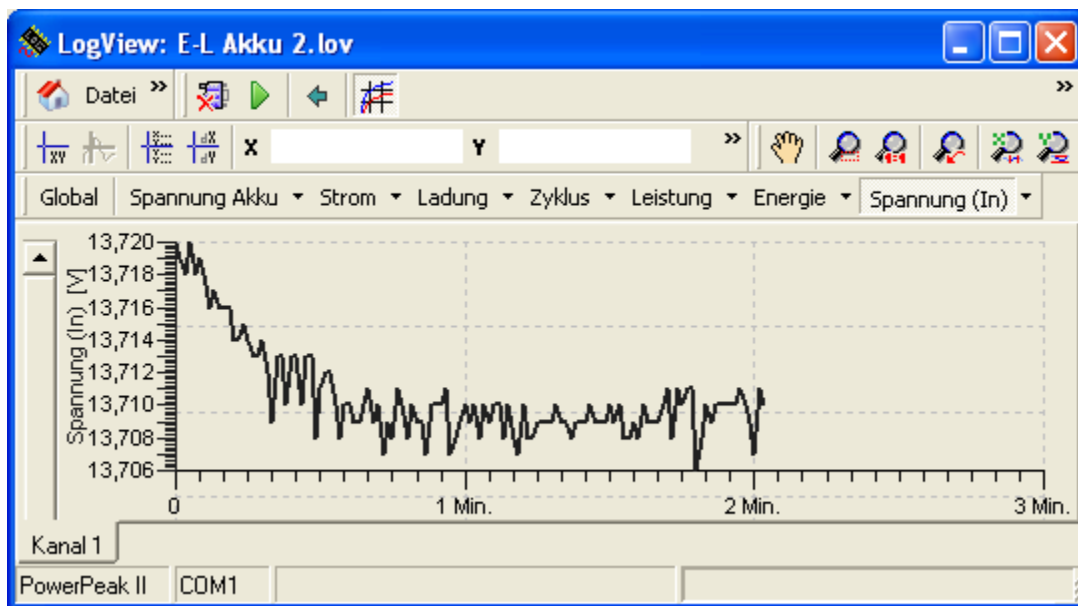 LogView: E-L Akku 2.lov
Datei »
»
X Y »
Global Spannung Akku Strom Ladung Zyklus Leistung Energie Spannung (In)
Spannung (In) [V]
13,720
13,718
13,716
13,714
13,712
13,710
13,708
13,706
0 1 Min. 2 Min. 3 Min.
Kanal 1
PowerPeak II COM1